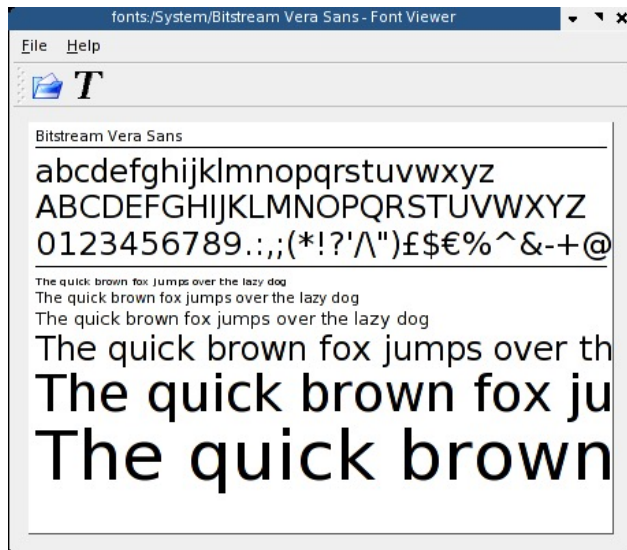 fonts:/System/Bitstream Vera Sans - Font Viewer
File Help
T
Bitstream Vera Sans
abcdefghijklmnopqrstuvwxyz
ABCDEFGHIJKLMNOPQRSTUVWXYZ
0123456789.:,;(*!?'/\")£$€%^&-+@
The quick brown fox jumps over the lazy dog
The quick brown fox jumps over the lazy dog
The quick brown fox jumps over the lazy dog
The quick brown fox jumps over th
The quick brown fox ju
The quick brown